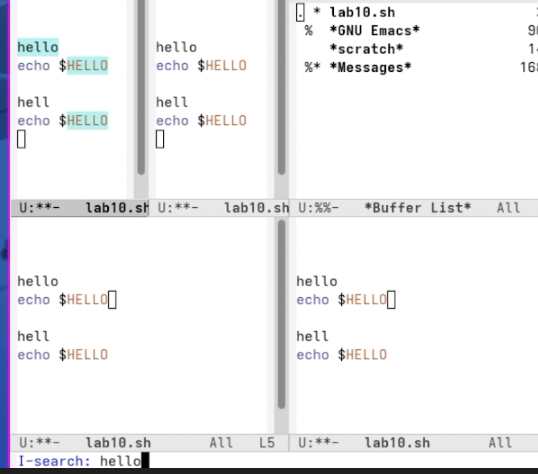 hello
echo $HELLO
hell
echo $HELLO
U:**-  lab10.sh
hello
echo $HELLO
hell
echo $HELLO
U:**-  lab10.sh
. * lab10.sh
%  *GNU Emacs*
*scratch*
%* *Messages*
U:%%-  *Buffer List*  All
hello
echo $HELLO
hell
echo $HELLO
U:**-  lab10.sh  All  L5
hello
echo $HELLO
hell
echo $HELLO
U:**-  lab10.sh  All
I-search: hello